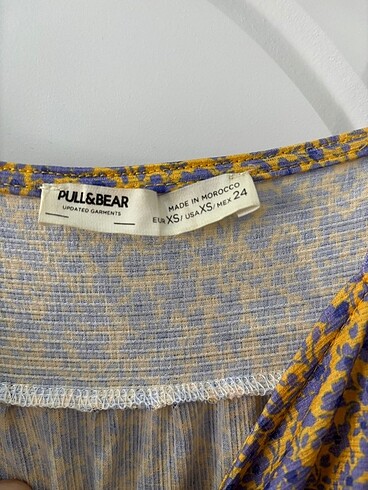 PULL&BEAR
UPDATED GARMENTS
MADE IN MOROCCO
EUR XS/ USA XS/ MEX 24